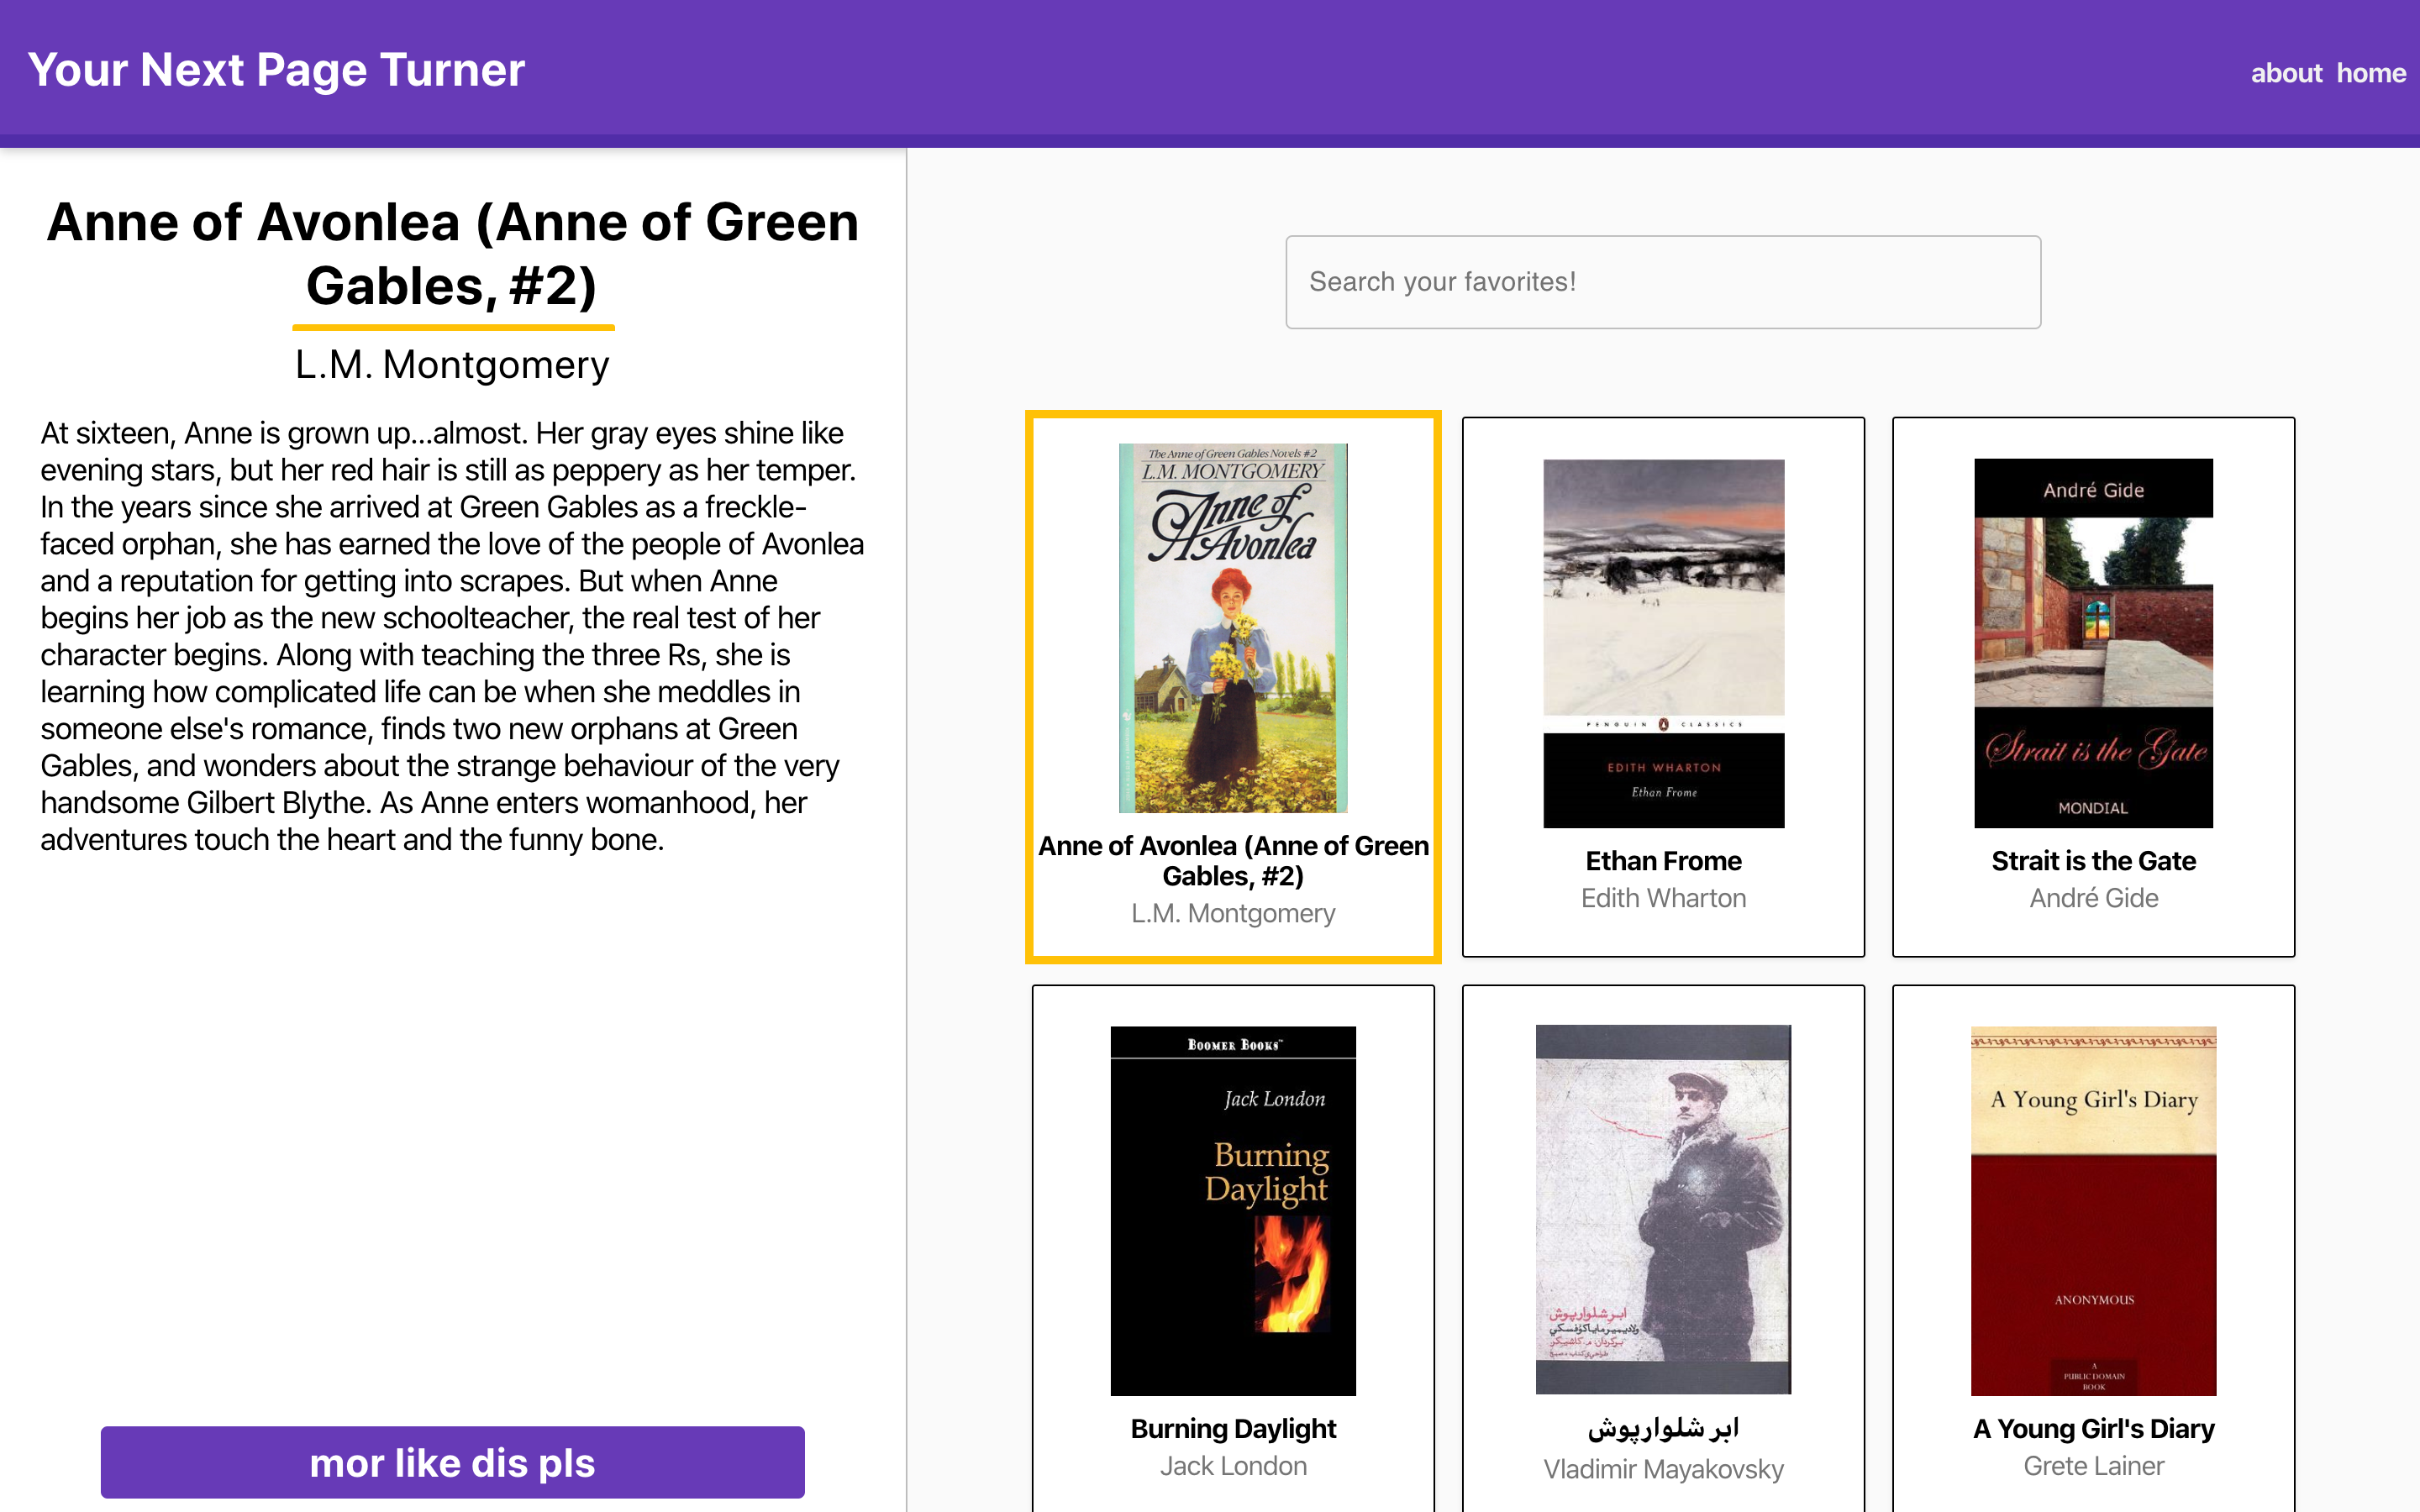 Your Next Page Turner
about home
Anne of Avonlea (Anne of Green
Gables, #2)
L.M. Montgomery
At sixteen, Anne is grown up...almost. Her gray eyes shine like
evening stars, but her red hair is still as peppery as her temper.
In the years since she arrived at Green Gables as a freckle-
faced orphan, she has earned the love of the people of Avonlea
and a reputation for getting into scrapes. But when Anne
begins her job as the new schoolteacher, the real test of her
character begins. Along with teaching the three Rs, she is
learning how complicated life can be when she meddles in
someone else's romance, finds two new orphans at Green
Gables, and wonders about the strange behaviour of the very
handsome Gilbert Blythe. As Anne enters womanhood, her
adventures touch the heart and the funny bone.
mor like dis pls
Search your favorites!
The Anne of Green Gables Novels #2
L.M. MONTGOMERY
Anne of
Avonlea
Anne of Avonlea (Anne of Green
Gables, #2)
L.M. Montgomery
PENGUIN CLASSICS
EDITH WHARTON
Ethan Frome
Ethan Frome
Edith Wharton
André Gide
Strait is the Gate
MONDIAL
Strait is the Gate
André Gide
BOOMER BOOKS™
Jack London
Burning
Daylight
Burning Daylight
Jack London
ابر شلوارپوش
ولادیمیر مایاکوفسکی
برگردان: م. کاشیگر
ابر شلوارپوش
Vladimir Mayakovsky
A Young Girl's Diary
ANONYMOUS
A
PUBLIC DOMAIN
BOOK
A Young Girl's Diary
Grete Lainer